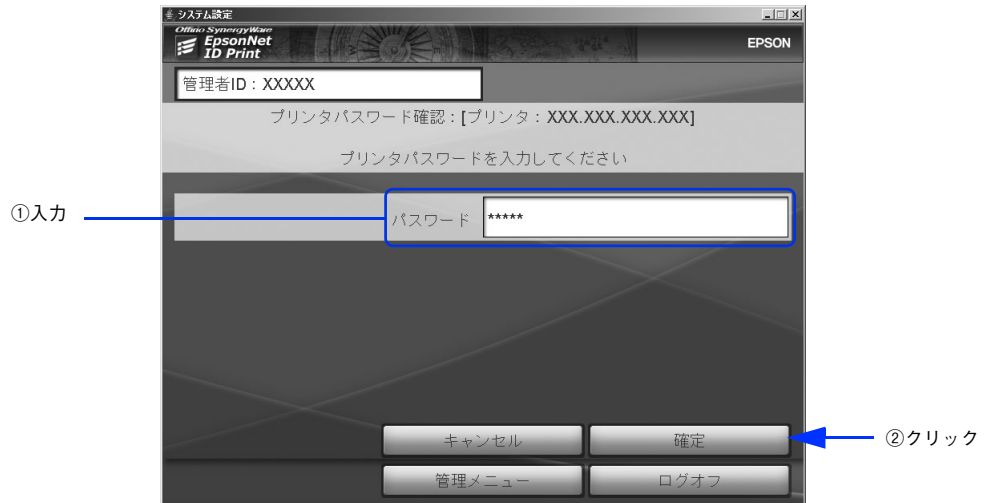 システム設定
Offirio SynergyWare
EpsonNet
ID Print
EPSON
管理者ID：XXXXX
プリンタパスワード確認：[プリンタ：XXX.XXX.XXX.XXX]
プリンタパスワードを入力してください
①入力
パスワード *****
キャンセル 確定
②クリック
管理メニュー ログオフ